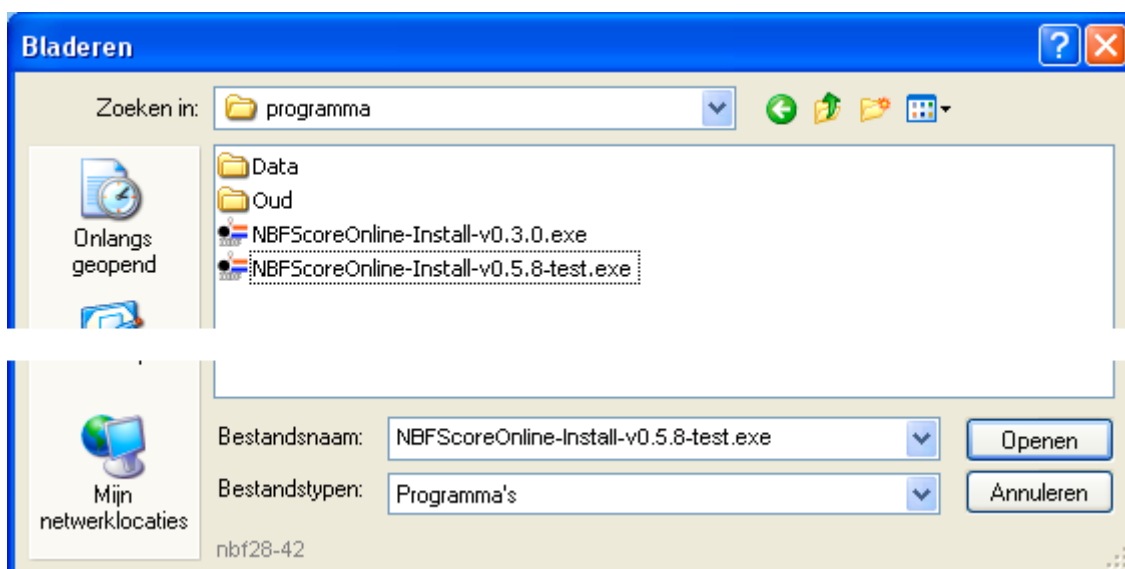 Bladeren
Zoeken in: programma
Data
Oud
NBFScoreOnline-Install-v0.3.0.exe
NBFScoreOnline-Install-v0.5.8-test.exe
Onlangs
geopend
Mijn
netwerklocaties
Bestandsnaam: NBFScoreOnline-Install-v0.5.8-test.exe Openen
Bestandstypen: Programma's Annuleren
nbf28-42